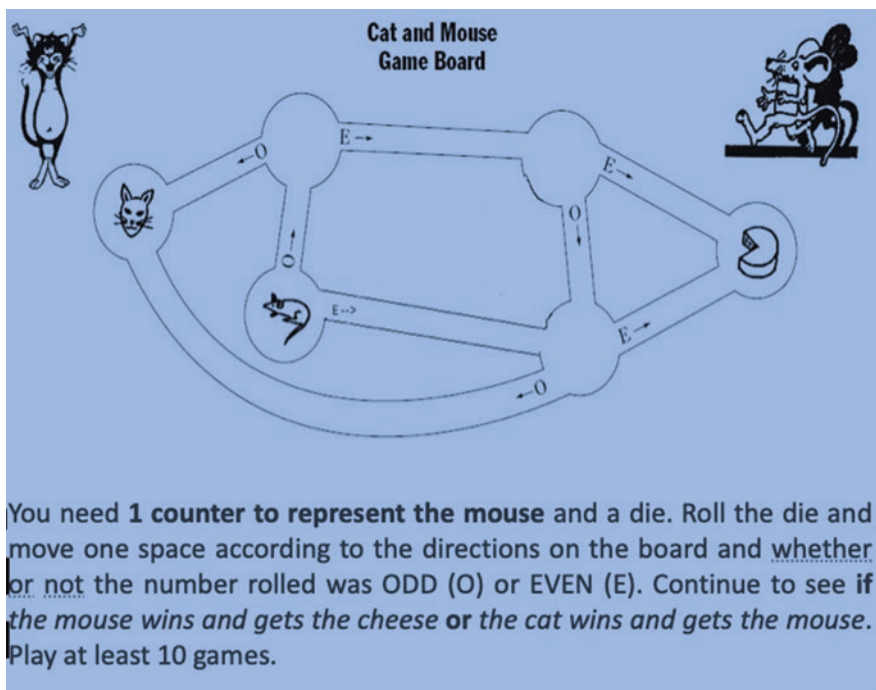 Cat and Mouse
Game Board
E→
←O
E→
O→
O→
E-->
E→
←O
You need 1 counter to represent the mouse and a die. Roll the die and
move one space according to the directions on the board and whether
or not the number rolled was ODD (O) or EVEN (E). Continue to see if
the mouse wins and gets the cheese or the cat wins and gets the mouse.
Play at least 10 games.